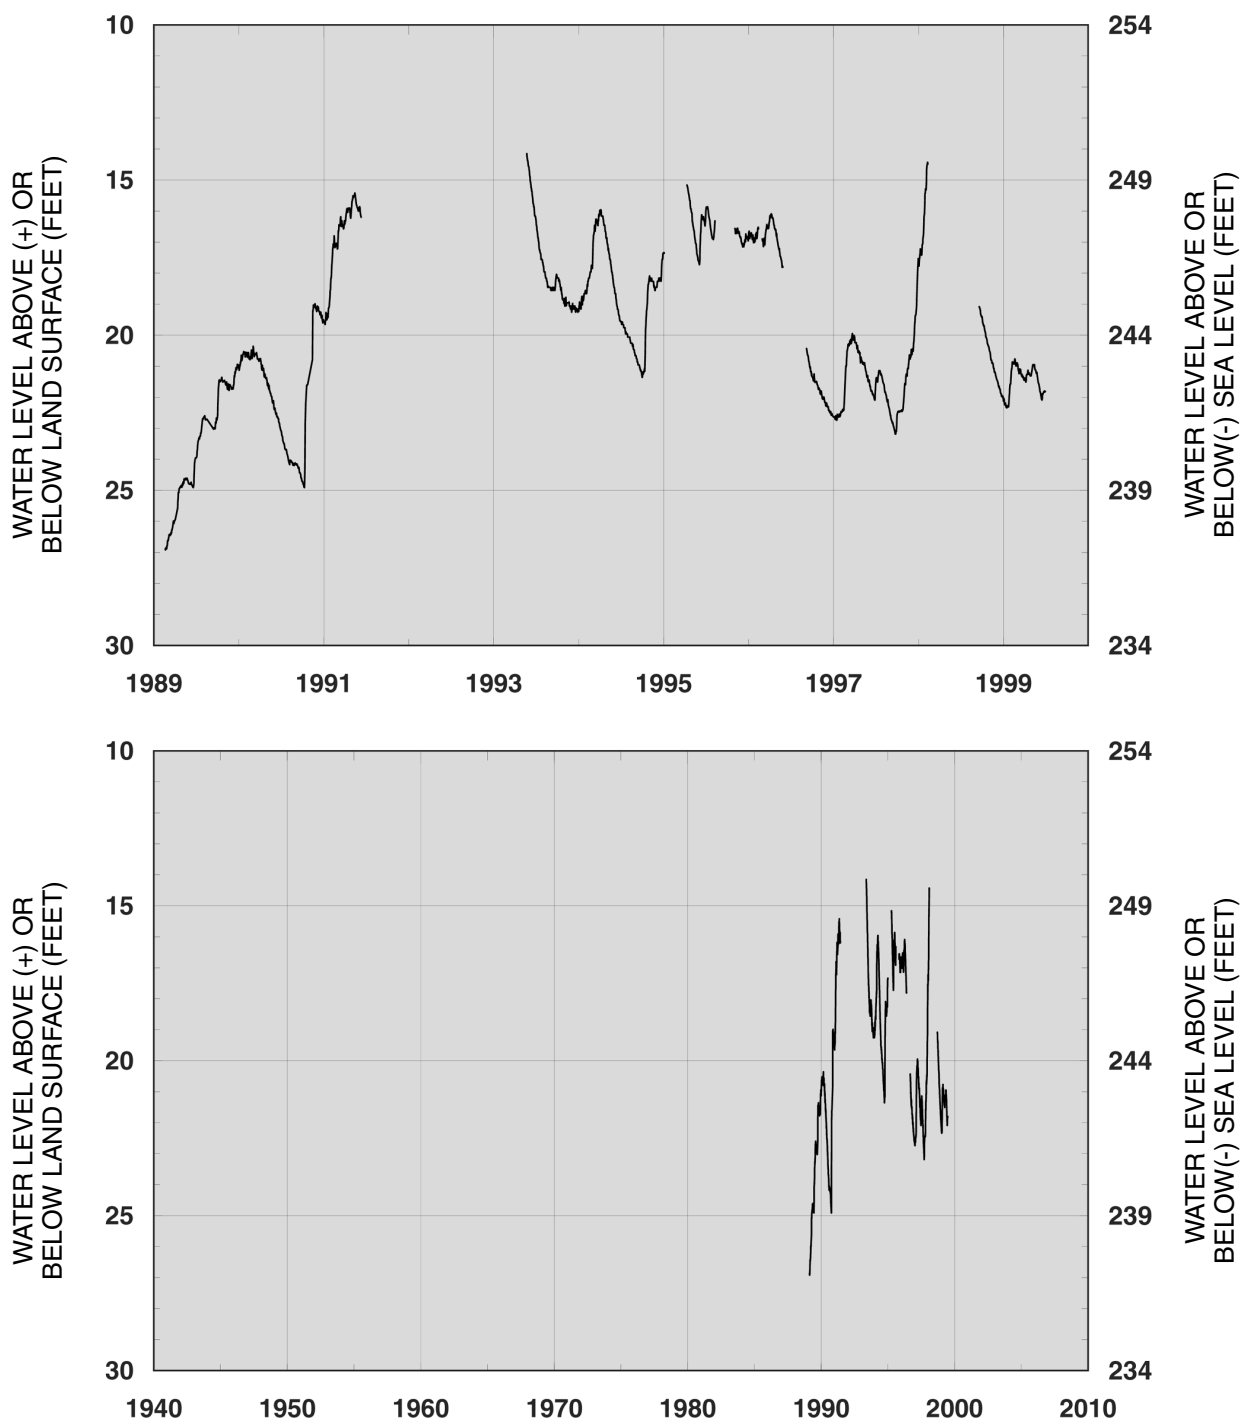 10
15
20
25
30
WATER LEVEL ABOVE (+) OR
BELOW LAND SURFACE (FEET)
254
249
244
239
234
WATER LEVEL ABOVE OR
BELOW(-) SEA LEVEL (FEET)
1989 1991 1993 1995 1997 1999
10
15
20
25
30
WATER LEVEL ABOVE (+) OR
BELOW LAND SURFACE (FEET)
254
249
244
239
234
WATER LEVEL ABOVE OR
BELOW(-) SEA LEVEL (FEET)
1940 1950 1960 1970 1980 1990 2000 2010